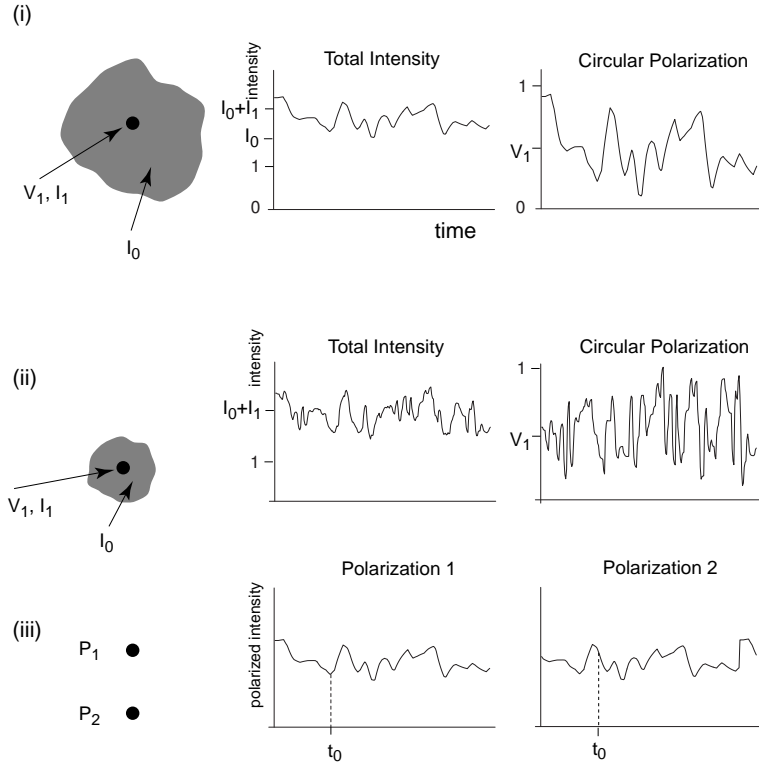 (i)
Total Intensity
Circular Polarization
intensity
I₀+I₁
I₀
1
0
time
1
V₁
0
V₁, I₁
I₀
(ii)
Total Intensity
Circular Polarization
intensity
I₀+I₁
1
1
V₁
V₁, I₁
I₀
(iii)
Polarization 1
Polarization 2
polarized intensity
P₁
P₂
t₀
t₀